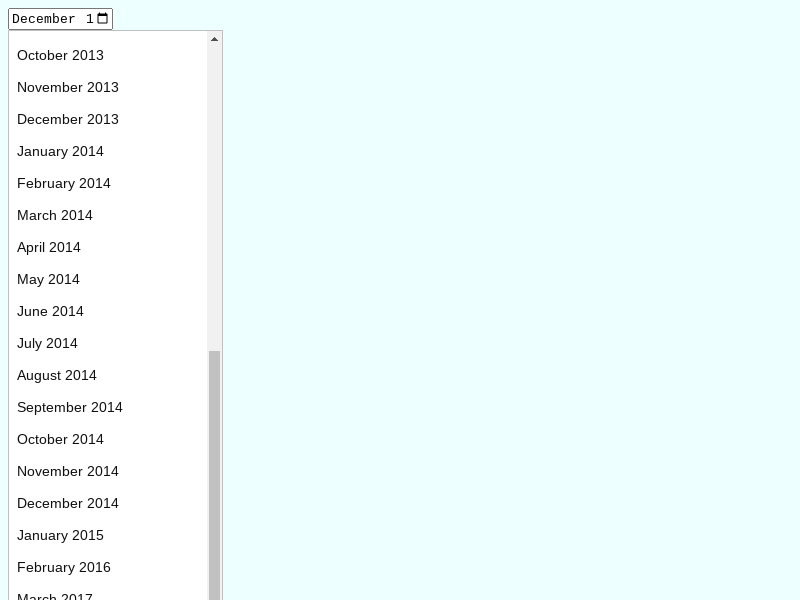 December 1
October 2013
November 2013
December 2013
January 2014
February 2014
March 2014
April 2014
May 2014
June 2014
July 2014
August 2014
September 2014
October 2014
November 2014
December 2014
January 2015
February 2016
March 2017